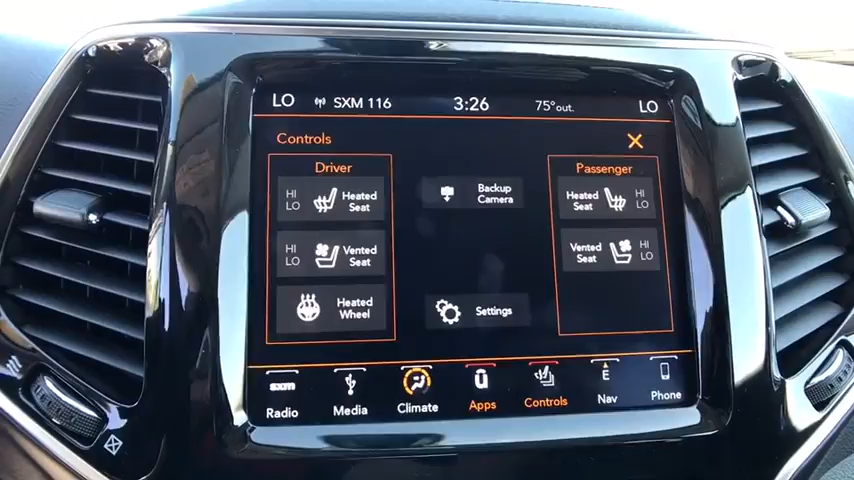 LO SXM 116 3:26 75°out. LO
Controls
Driver
Passenger
HI
LO
Heated
Seat
Backup
Camera
Heated
Seat
HI
LO
HI
LO
Vented
Seat
Vented
Seat
HI
LO
Heated
Wheel
Settings
sxm
E
Radio Media Climate Apps Controls Nav Phone